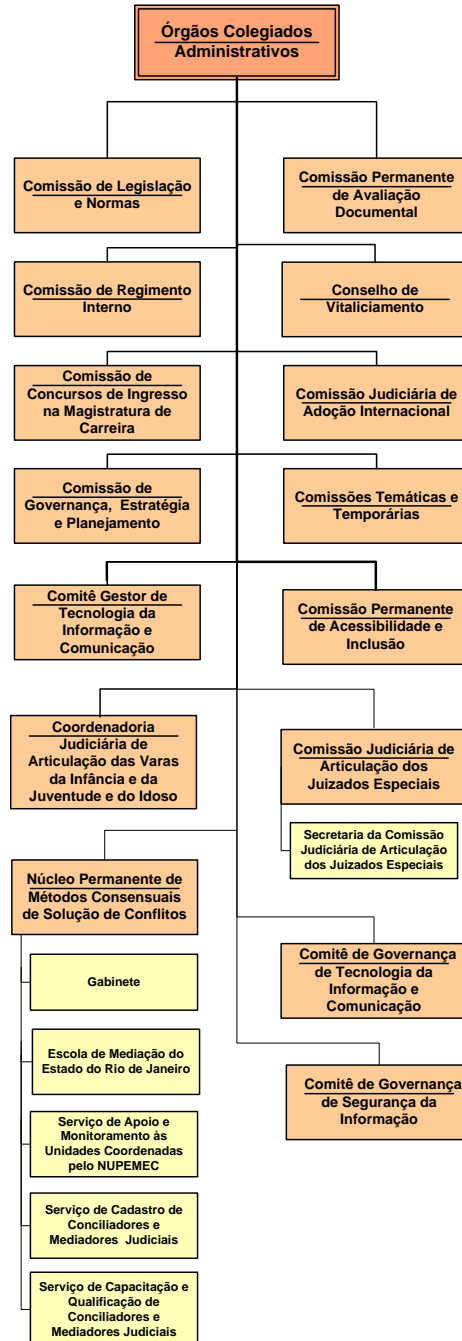 Órgãos Colegiados
Administrativos
Comissão de Legislação
e Normas
Comissão Permanente
de Avaliação
Documental
Comissão de Regimento
Interno
Conselho de
Vitaliciamento
Comissão de
Concursos de Ingresso
na Magistratura de
Carreira
Comissão Judiciária de
Adoção Internacional
Comissão de
Governança, Estratégia
e Planejamento
Comissões Temáticas e
Temporárias
Comitê Gestor de
Tecnologia da
Informação e
Comunicação
Comissão Permanente
de Acessibilidade e
Inclusão
Coordenadoria
Judiciária de
Articulação das Varas
da Infância e da
Juventude e do Idoso
Comissão Judiciária de
Articulação dos
Juizados Especiais
Secretaria da Comissão
Judiciária de Articulação
dos Juizados Especiais
Núcleo Permanente de
Métodos Consensuais
de Solução de Conflitos
Gabinete
Escola de Mediação do
Estado do Rio de Janeiro
Serviço de Apoio e
Monitoramento às
Unidades Coordenadas
pelo NUPEMEC
Serviço de Cadastro de
Conciliadores e
Mediadores Judiciais
Serviço de Capacitação e
Qualificação de
Conciliadores e
Mediadores Judiciais
Comitê de Governança
de Tecnologia da
Informação e
Comunicação
Comitê de Governança
de Segurança da
Informação